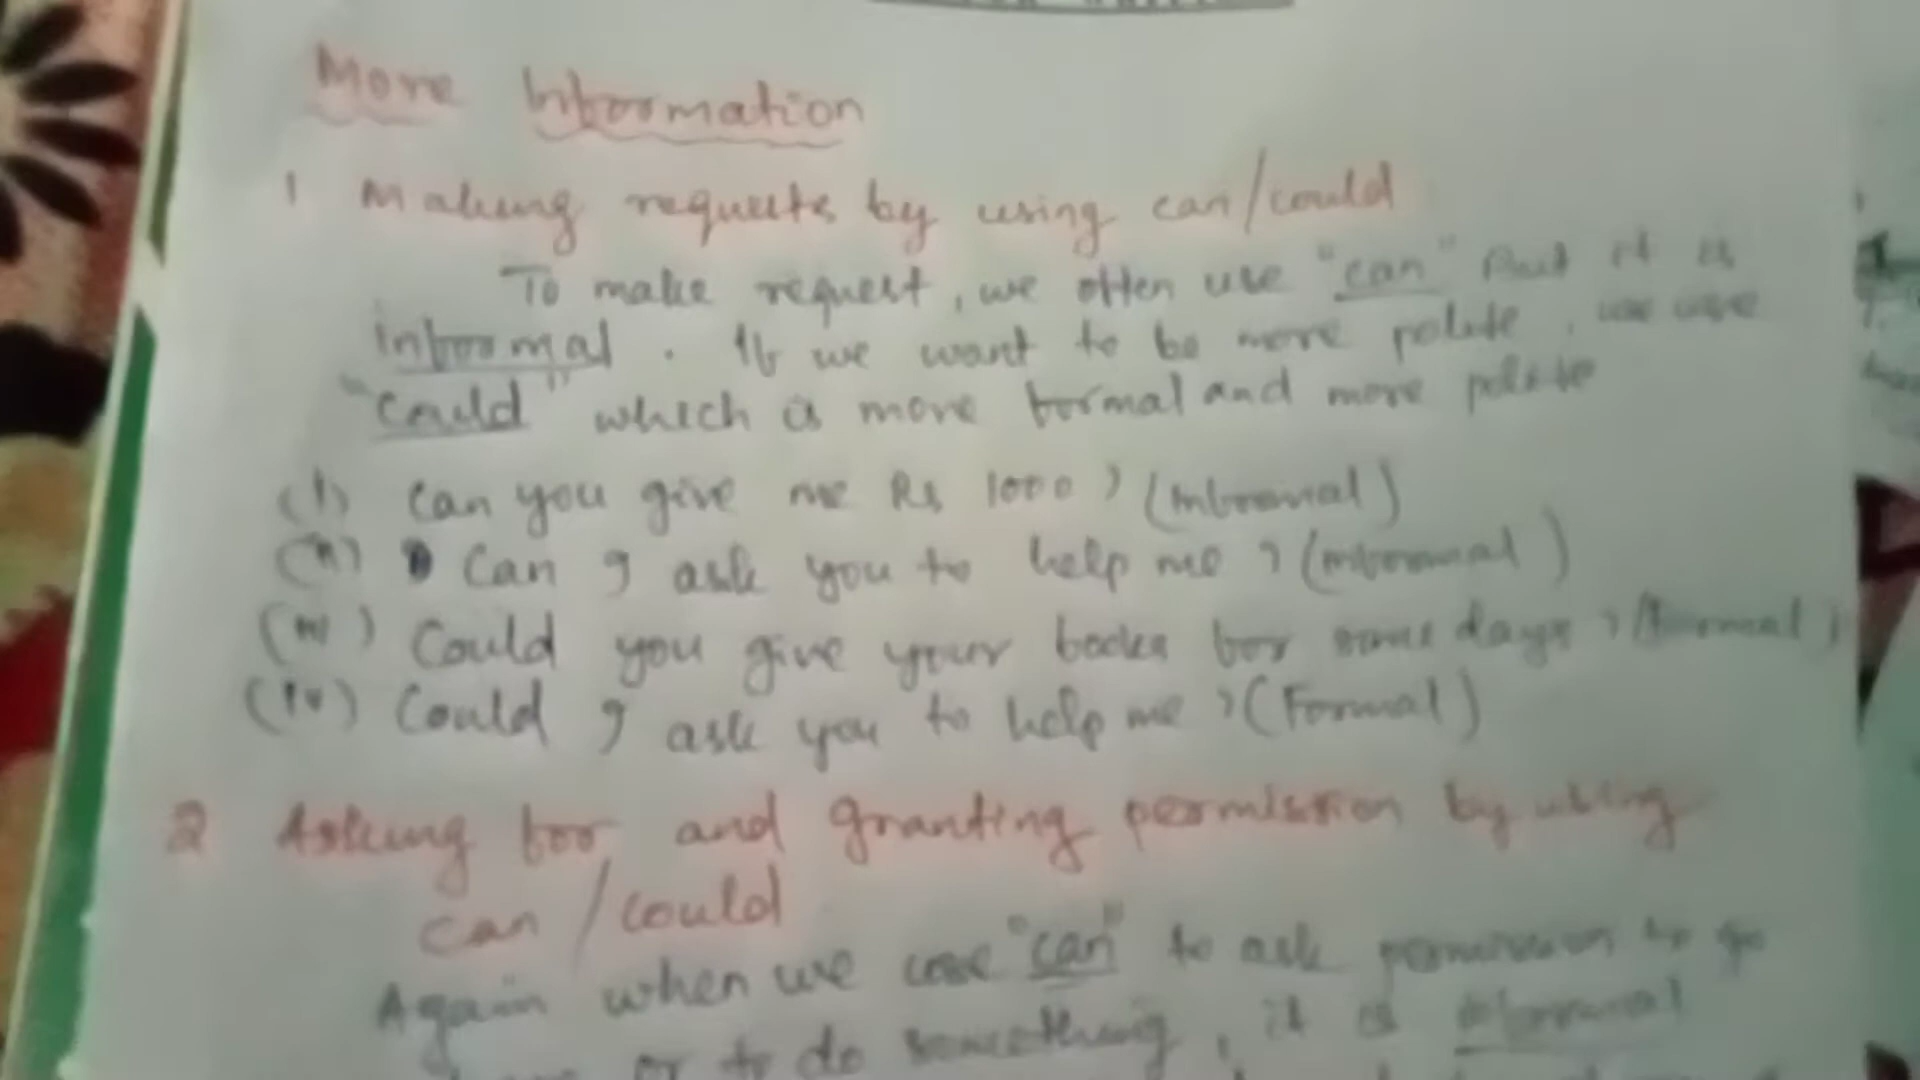 More Information
1 Making requests by using can/could
To make request, we often use "can" But it is
informal. If we want to be more polite, we use
"Could" which is more formal and more polite
(i) Can you give me Rs 1000? (Informal)
(ii) Can I ask you to help me? (Informal)
(iii) Could you give your books for some days? (Formal)
(iv) Could I ask you to help me? (Formal)
2 Asking for and granting permission by using
can/could
Again when we use "can" to ask permission to go
or to do something, it is informal